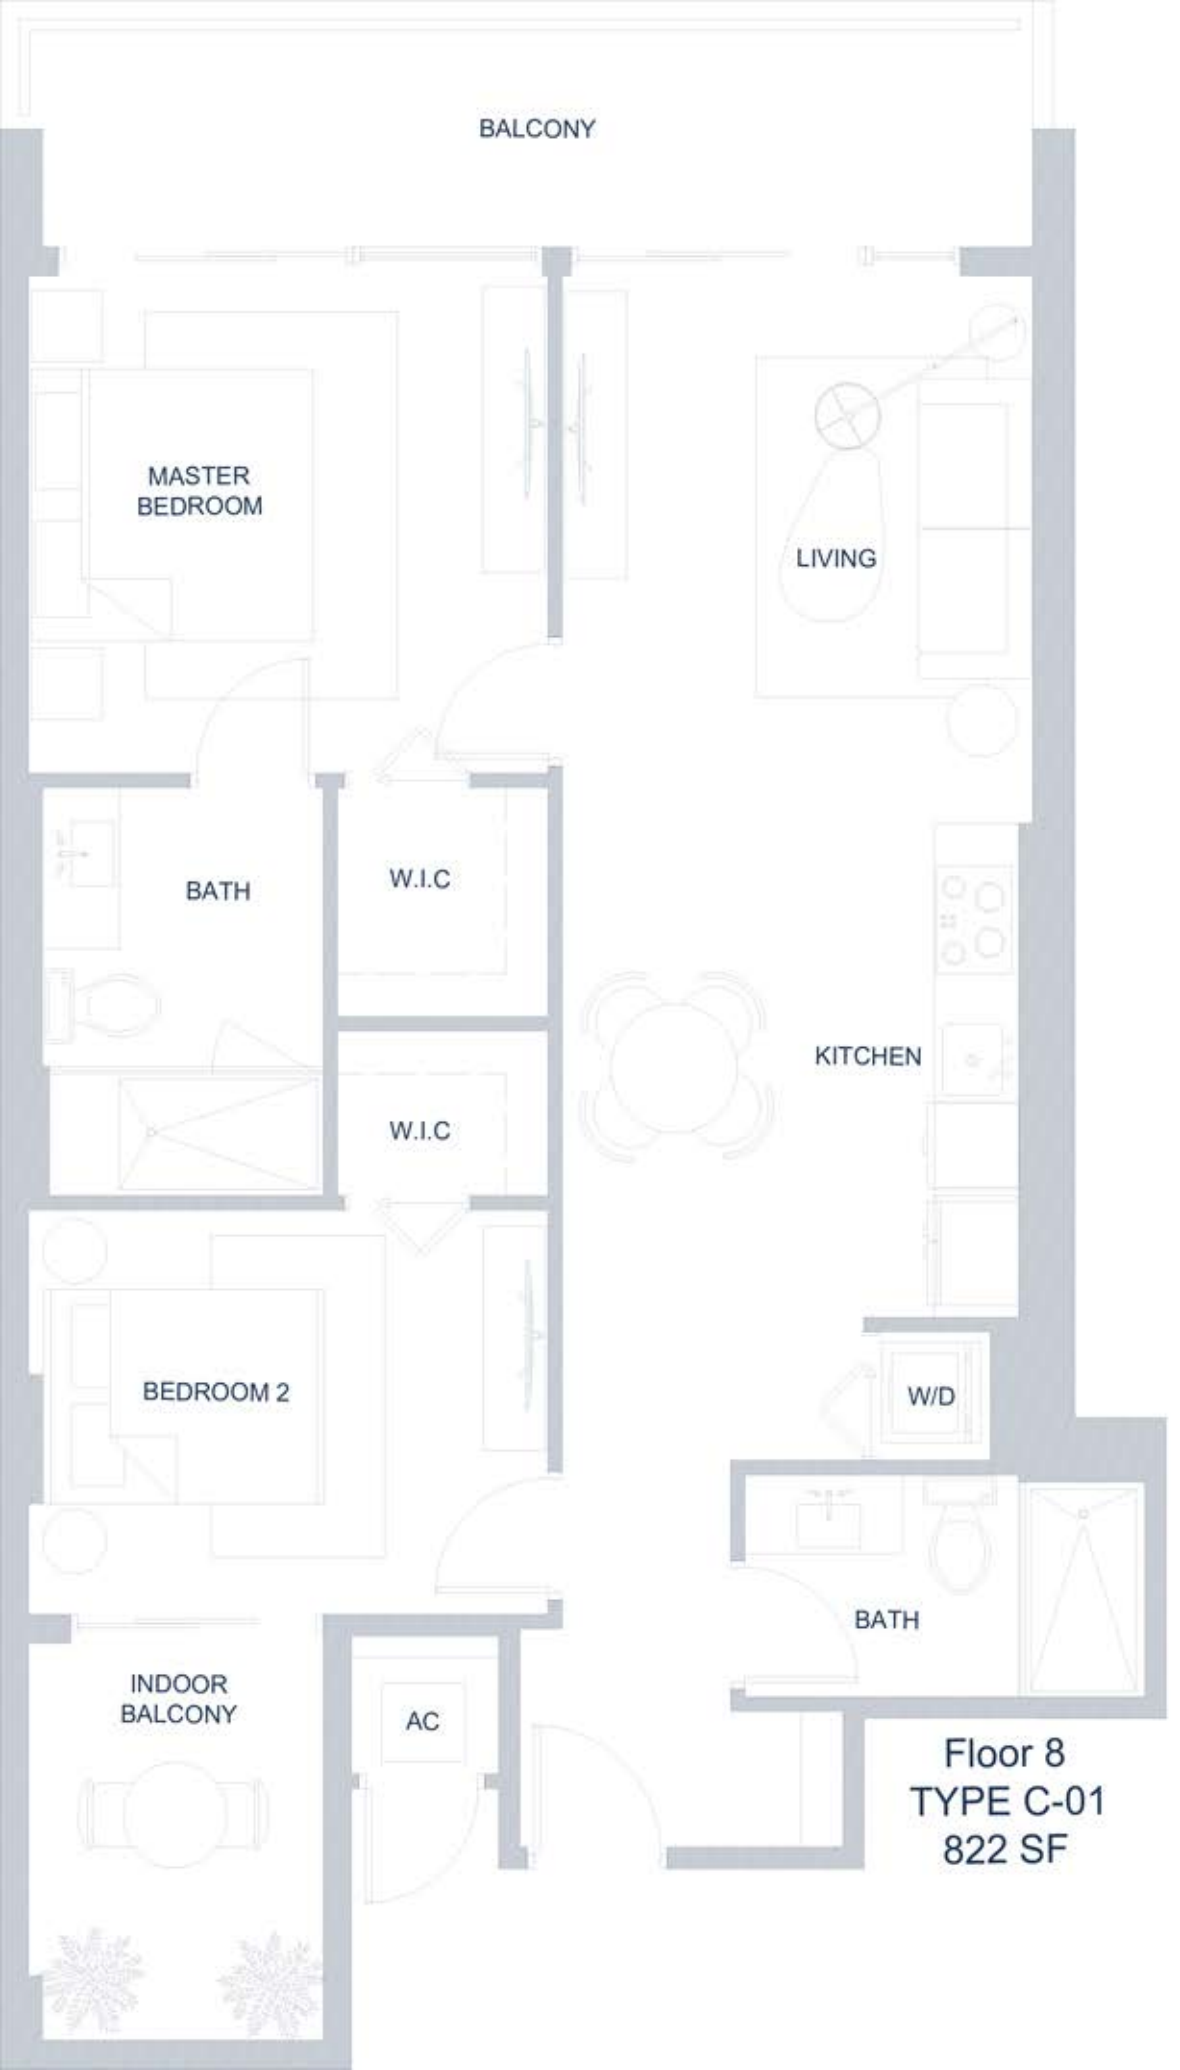 BALCONY
MASTER
BEDROOM
LIVING
BATH
W.I.C
KITCHEN
W.I.C
BEDROOM 2
W/D
BATH
INDOOR
BALCONY
AC
Floor 8
TYPE C-01
822 SF